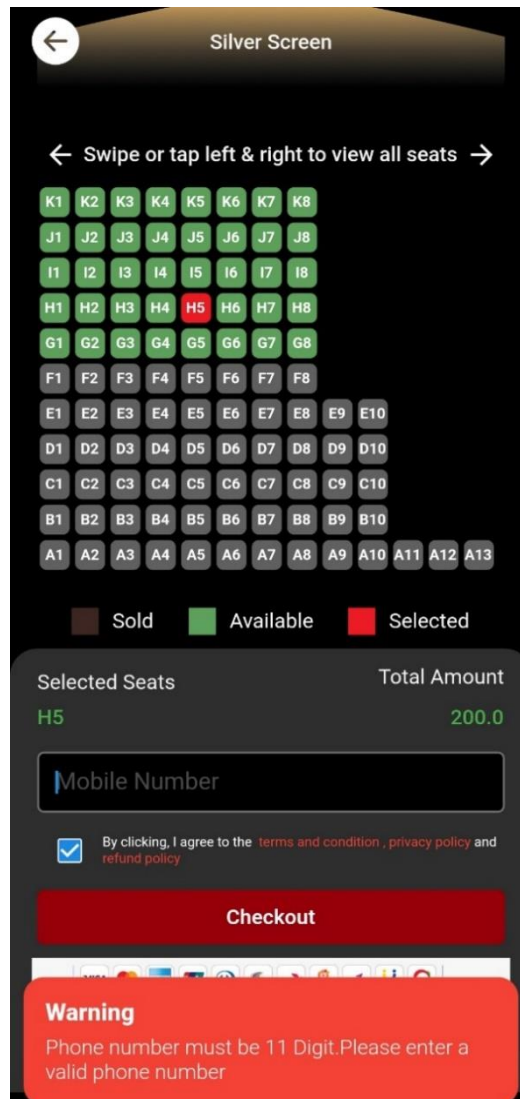 Silver Screen
← Swipe or tap left & right to view all seats →
K1 K2 K3 K4 K5 K6 K7 K8
J1 J2 J3 J4 J5 J6 J7 J8
I1 I2 I3 I4 I5 I6 I7 I8
H1 H2 H3 H4 H5 H6 H7 H8
G1 G2 G3 G4 G5 G6 G7 G8
F1 F2 F3 F4 F5 F6 F7 F8
E1 E2 E3 E4 E5 E6 E7 E8 E9 E10
D1 D2 D3 D4 D5 D6 D7 D8 D9 D10
C1 C2 C3 C4 C5 C6 C7 C8 C9 C10
B1 B2 B3 B4 B5 B6 B7 B8 B9 B10
A1 A2 A3 A4 A5 A6 A7 A8 A9 A10 A11 A12 A13
Sold Available Selected
Selected Seats Total Amount
H5 200.0
Mobile Number
By clicking, I agree to the terms and condition , privacy policy and
refund policy
Checkout
Warning
Phone number must be 11 Digit.Please enter a
valid phone number